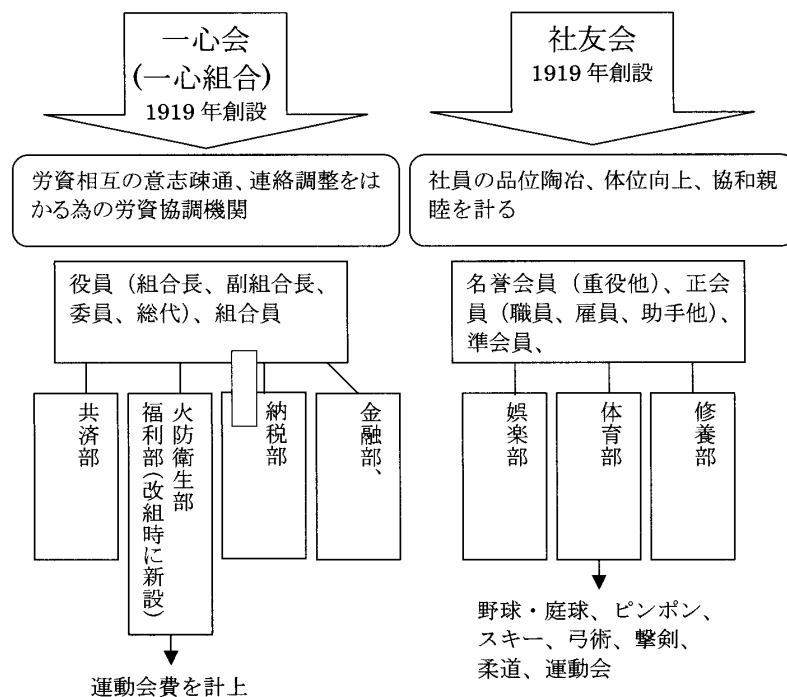 一心会
(一心組合)
1919 年創設
労資相互の意志疎通、連絡調整をは
かる為の労資協調機関
役員（組合長、副組合長、
委員、総代）、組合員
共済部
火防衛生部
福利部（改組時に新設）
納税部
金融部、
運動会費を計上
社友会
1919 年創設
社員の品位陶冶、体位向上、協和親
睦を計る
名誉会員（重役他）、正会
員（職員、雇員、助手他）、
準会員、
娯楽部
体育部
修養部
野球・庭球、ピンポン、
スキー、弓術、撃剣、
柔道、運動会